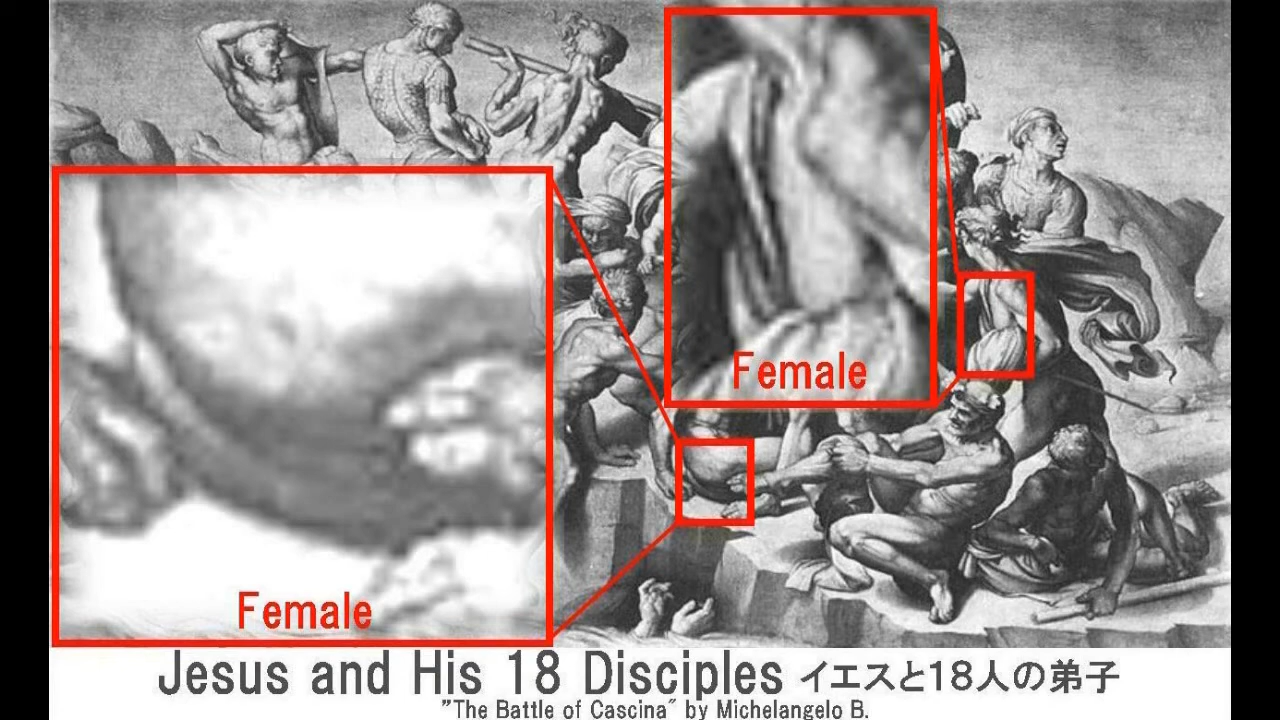 Female
Female
Jesus and His 18 Disciples イエスと18人の弟子
"The Battle of Cascina" by Michelangelo B.